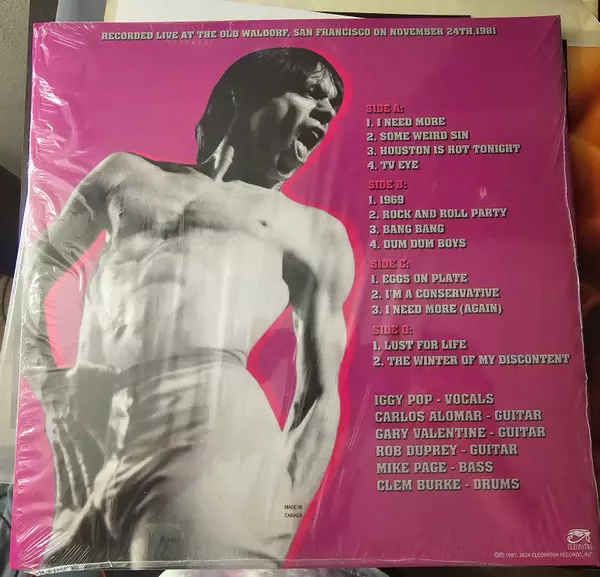 RECORDED LIVE AT THE OLD WALDORF, SAN FRANCISCO ON NOVEMBER 24TH,1981
SIDE A:
1. I NEED MORE
2. SOME WEIRD SIN
3. HOUSTON IS HOT TONIGHT
4. TV EYE
SIDE B:
1. 1969
2. ROCK AND ROLL PARTY
3. BANG BANG
4. DUM DUM BOYS
SIDE C:
1. EGGS ON PLATE
2. I'M A CONSERVATIVE
3. I NEED MORE (AGAIN)
SIDE D:
1. LUST FOR LIFE
2. THE WINTER OF MY DISCONTENT
IGGY POP - VOCALS
CARLOS ALOMAR - GUITAR
GARY VALENTINE - GUITAR
ROB DUPREY - GUITAR
MIKE PAGE - BASS
CLEM BURKE - DRUMS
MADE IN
CANADA
CLEOPATRA
©℗ 1981, 2024 CLEOPATRA RECORDS, INC.